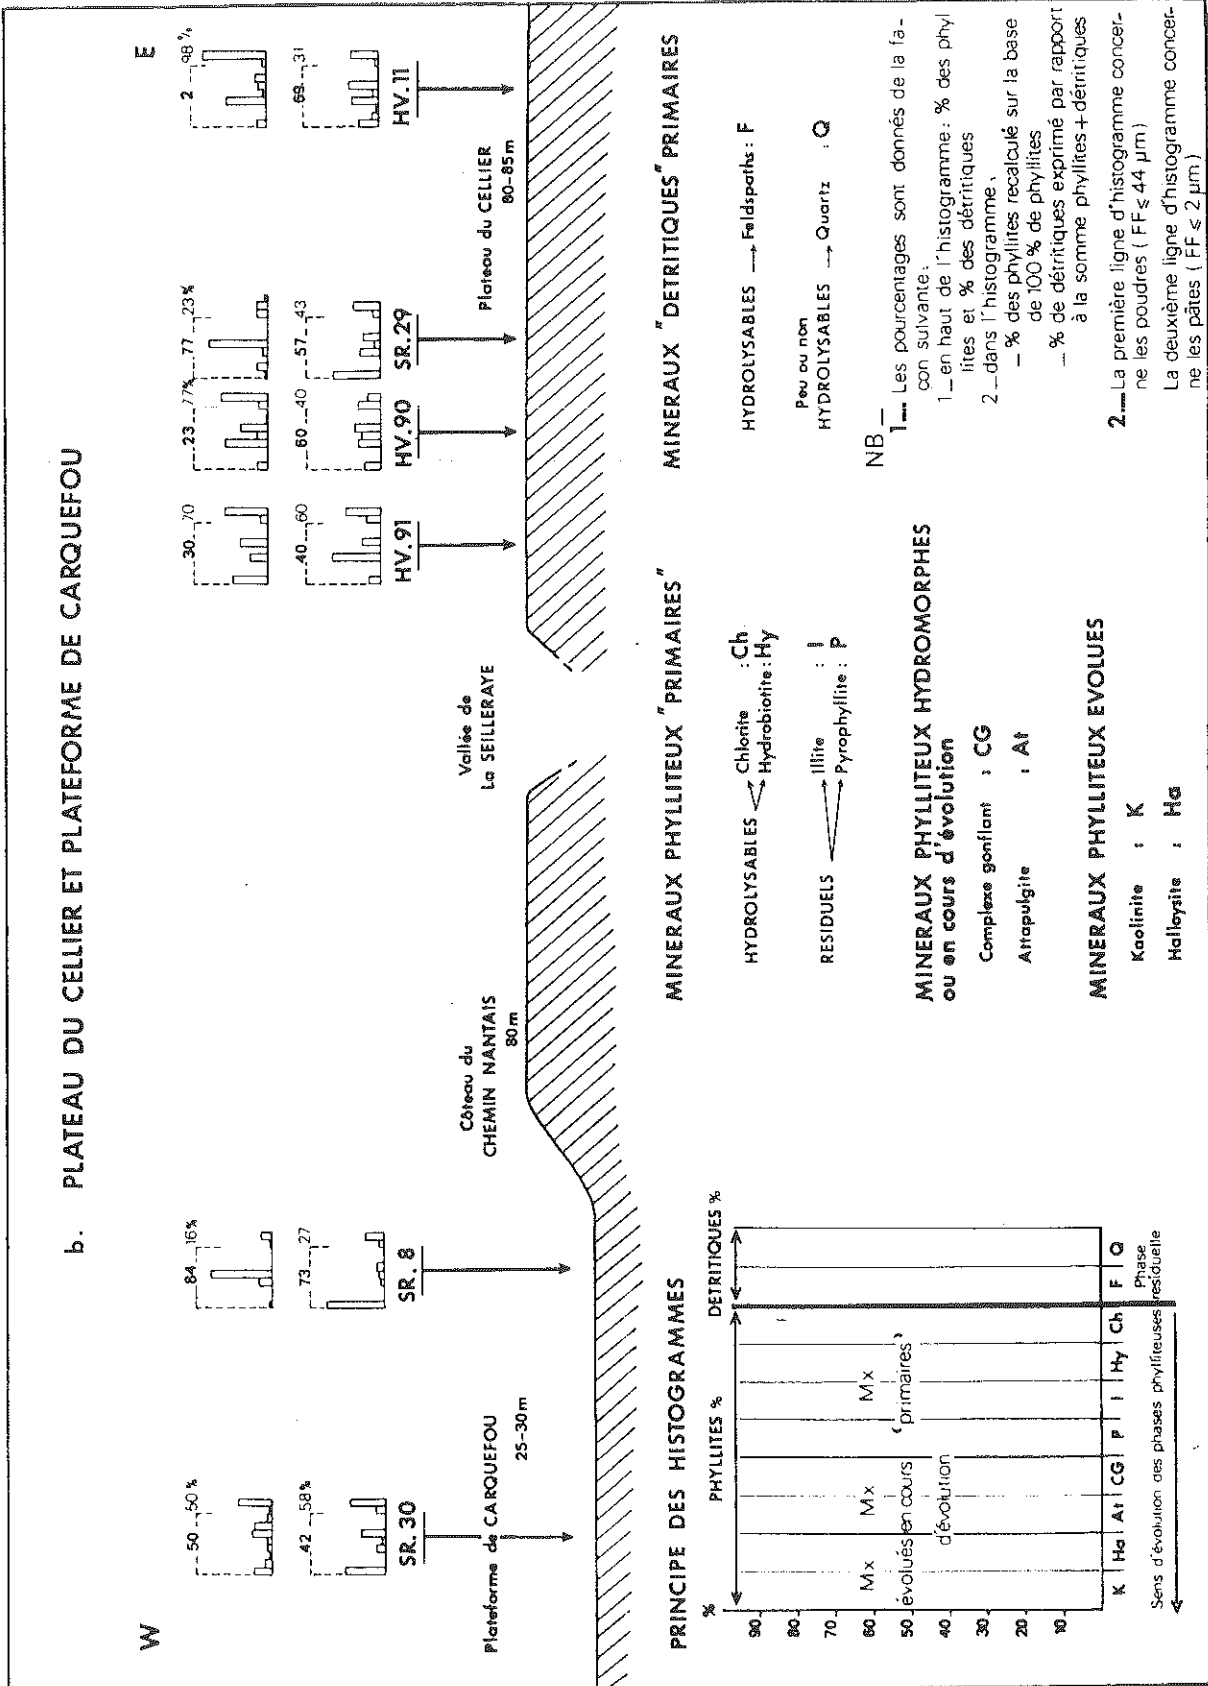 b. PLATEAU DU CELLIER ET PLATEFORME DE CARQUEFOU
W
E
50 50%
84 16%
30 70
23 77%
77 23%
2 98 %
42 58%
73 27
40 60
60 40
57 43
69 31
SR. 30
SR. 8
HV. 91
HV. 90
SR. 29
HV. 11
Plateforme de CARQUEFOU
25-30m
Côteau du
CHEMIN NANTAIS
80m
Vallée de
La SEILLERAYE
Plateau du CELLIER
80-85m
PRINCIPE DES HISTOGRAMMES
% PHYLLITES % DETRITIQUES %
90
80
70
60
50
40
30
20
10
Mx Mx Mx
évolués en cours "primaires"
d'évolution
K Ha At CG P I Hy Ch F Q
Phase
Sens d'évolution des phases phylliteuses residuelle
MINERAUX PHYLLITEUX "PRIMAIRES"
HYDROLYSABLES Chlorite : Ch
Hydrobiotite : Hy
RESIDUELS Illite : I
Pyrophyllite : P
MINERAUX PHYLLITEUX HYDROMORPHES
ou en cours d'évolution
Complexe gonflant : CG
Attapulgite : At
MINERAUX PHYLLITEUX EVOLUES
Kaolinite : K
Halloysite : Ha
MINERAUX "DETRITIQUES" PRIMAIRES
HYDROLYSABLES → Feldspaths : F
Peu ou non
HYDROLYSABLES → Quartz : Q
NB _
1__ Les pourcentages sont donnés de la fa-
con suivante :
1_ en haut de l'histogramme : % des phyl
lites et % des détritiques
2_ dans l'histogramme ,
_ % des phyllites recalculé sur la base
de 100 % de phyllites
_ % de détritiques exprimé par rapport
à la somme phyllites + détritiques
2__ La première ligne d'histogramme concer-
ne les poudres ( FF ⩽ 44 μm )
La deuxième ligne d'histogramme concer-
ne les pâtes ( FF ⩽ 2 μm )